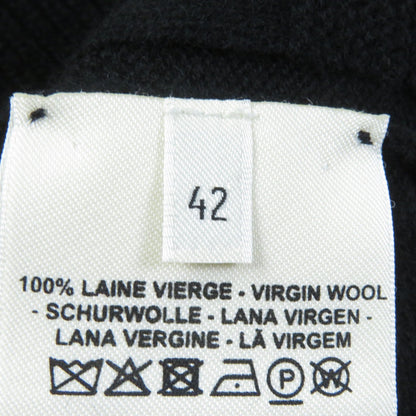 42
100% LAINE VIERGE - VIRGIN WOOL
- SCHURWOLLE - LANA VIRGEN -
LANA VERGINE - LÃ VIRGEM
P W